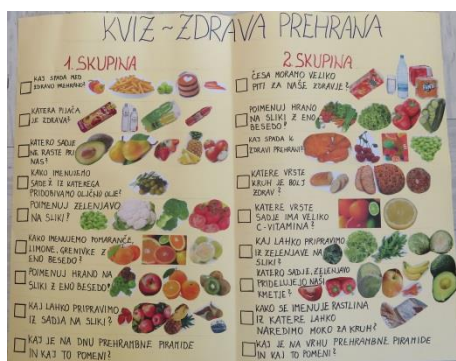 KVIZ ~ ZDRAVA PREHRANA
1. SKUPINA
KAJ SPADA MED
ZDRAVO PREHRANO?
KATERA PIJAČA
JE ZDRAVA?
KATERO SADJE
NE RASTE PRI
NAS?
KAKO IMENUJEMO
SADEŽ IZ KATEREGA
PRIDOBIVAMO OLJČNO OLJE?
POIMENUJ ZELENJAVO
NA SLIKI?
KAKO IMENUJEMO POMARANČE,
LIMONE, GRENIVKE Z
ENO BESEDO?
POIMENUJ HRANO NA
SLIKI Z ENO BESEDO?
KAJ LAHKO PRIPRAVIMO
IZ SADJA NA SLIKI?
KAJ JE NA DNU PREHRAMBNE PIRAMIDE
IN KAJ TO POMENI?
2. SKUPINA
ČESA MORAMO VELIKO
PITI ZA NAŠE ZDRAVJE?
POIMENUJ HRANO
NA SLIKI Z ENO
BESEDO?
KAJ SPADA K
ZDRAVI PREHRANI?
KATERE VRSTE
KRUH JE BOLJ
ZDRAV?
KATERE VRSTE
SADJE IMA VELIKO
C-VITAMINA?
KAJ LAHKO PRIPRAVIMO
IZ ZELENJAVE NA
SLIKI?
KATERO SADJE, ZELENJAVO
PRIDELUJEJO NAŠI
KMETJE?
KAKO SE IMENUJE RASTLINA
IZ KATERE LAHKO
NAREDIMO MOKO ZA KRUH?
KAJ JE NA VRHU PREHRAMBNE PIRAMIDE
IN KAJ TO POMENI?